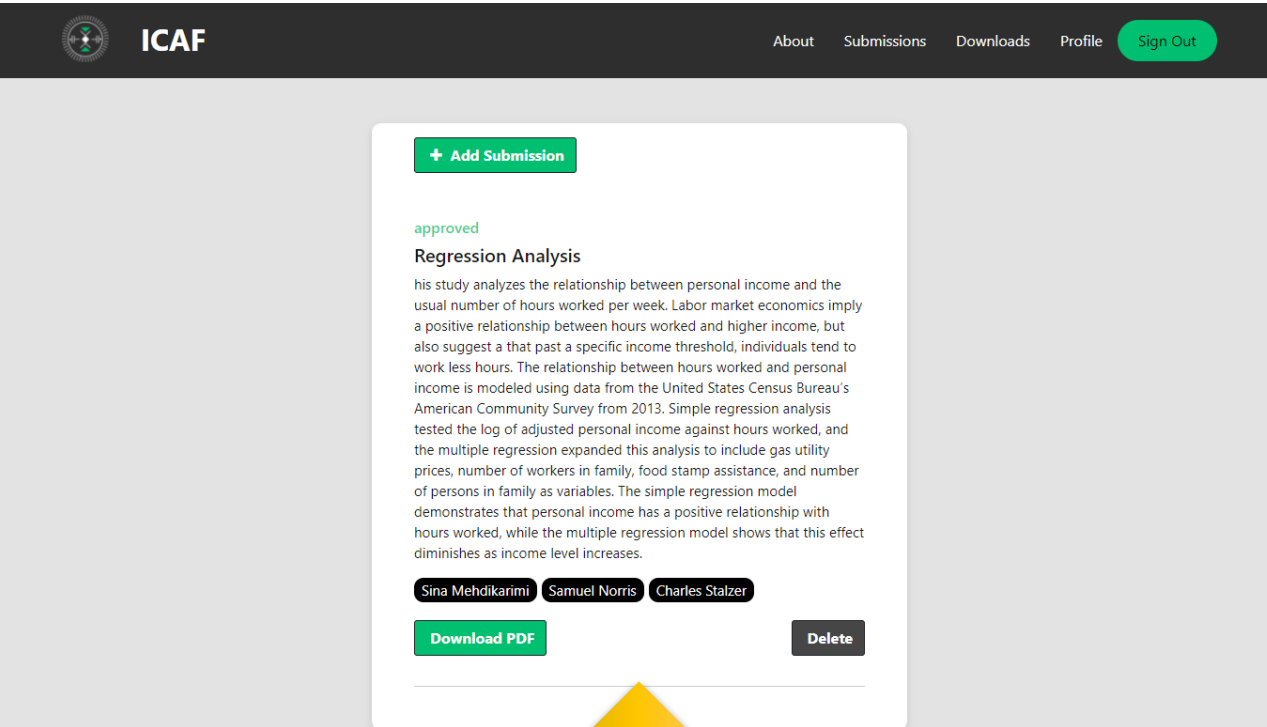 ICAF
About Submissions Downloads Profile Sign Out
+ Add Submission
approved
Regression Analysis
his study analyzes the relationship between personal income and the
usual number of hours worked per week. Labor market economics imply
a positive relationship between hours worked and higher income, but
also suggest a that past a specific income threshold, individuals tend to
work less hours. The relationship between hours worked and personal
income is modeled using data from the United States Census Bureau's
American Community Survey from 2013. Simple regression analysis
tested the log of adjusted personal income against hours worked, and
the multiple regression expanded this analysis to include gas utility
prices, number of workers in family, food stamp assistance, and number
of persons in family as variables. The simple regression model
demonstrates that personal income has a positive relationship with
hours worked, while the multiple regression model shows that this effect
diminishes as income level increases.
Sina Mehdikarimi Samuel Norris Charles Stalzer
Download PDF Delete